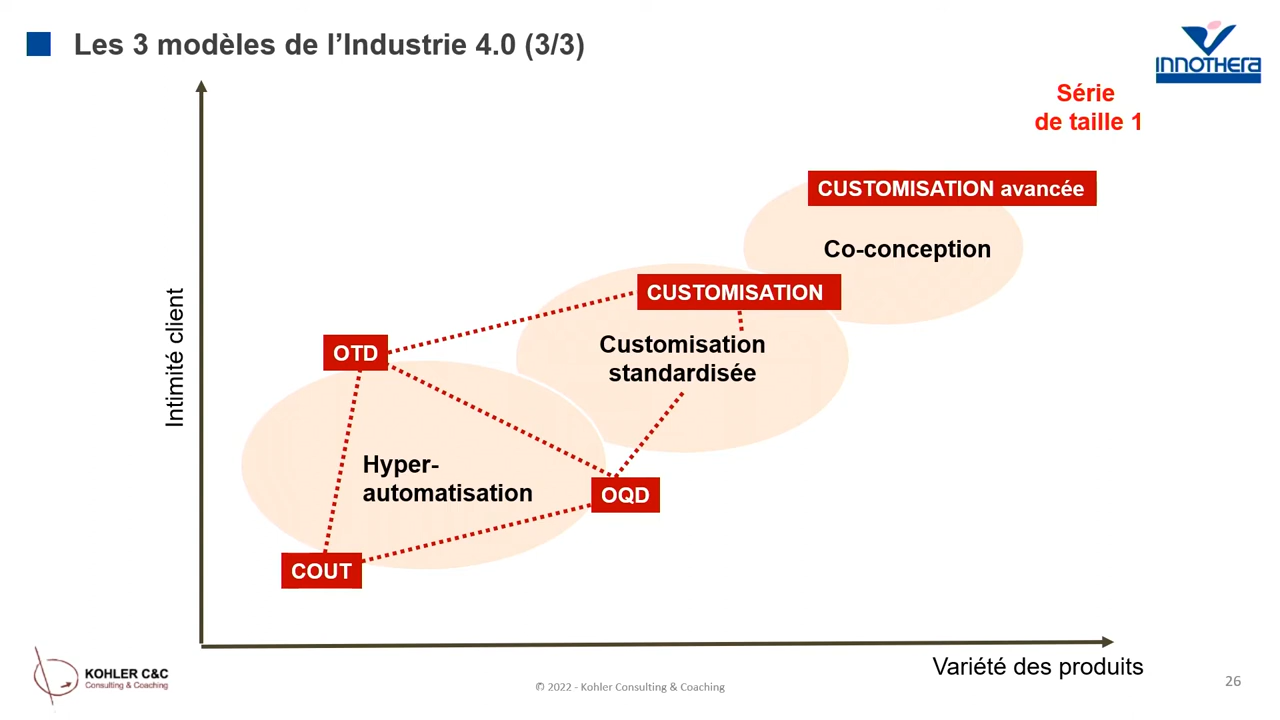 Les 3 modèles de l’Industrie 4.0 (3/3)
INNOTHERA
Série
de taille 1
CUSTOMISATION avancée
Co-conception
CUSTOMISATION
Customisation
standardisée
OTD
Intimité client
Hyper-
automatisation
OQD
COUT
Variété des produits
KOHLER C&C
Consulting & Coaching
© 2022 - Kohler Consulting & Coaching
26